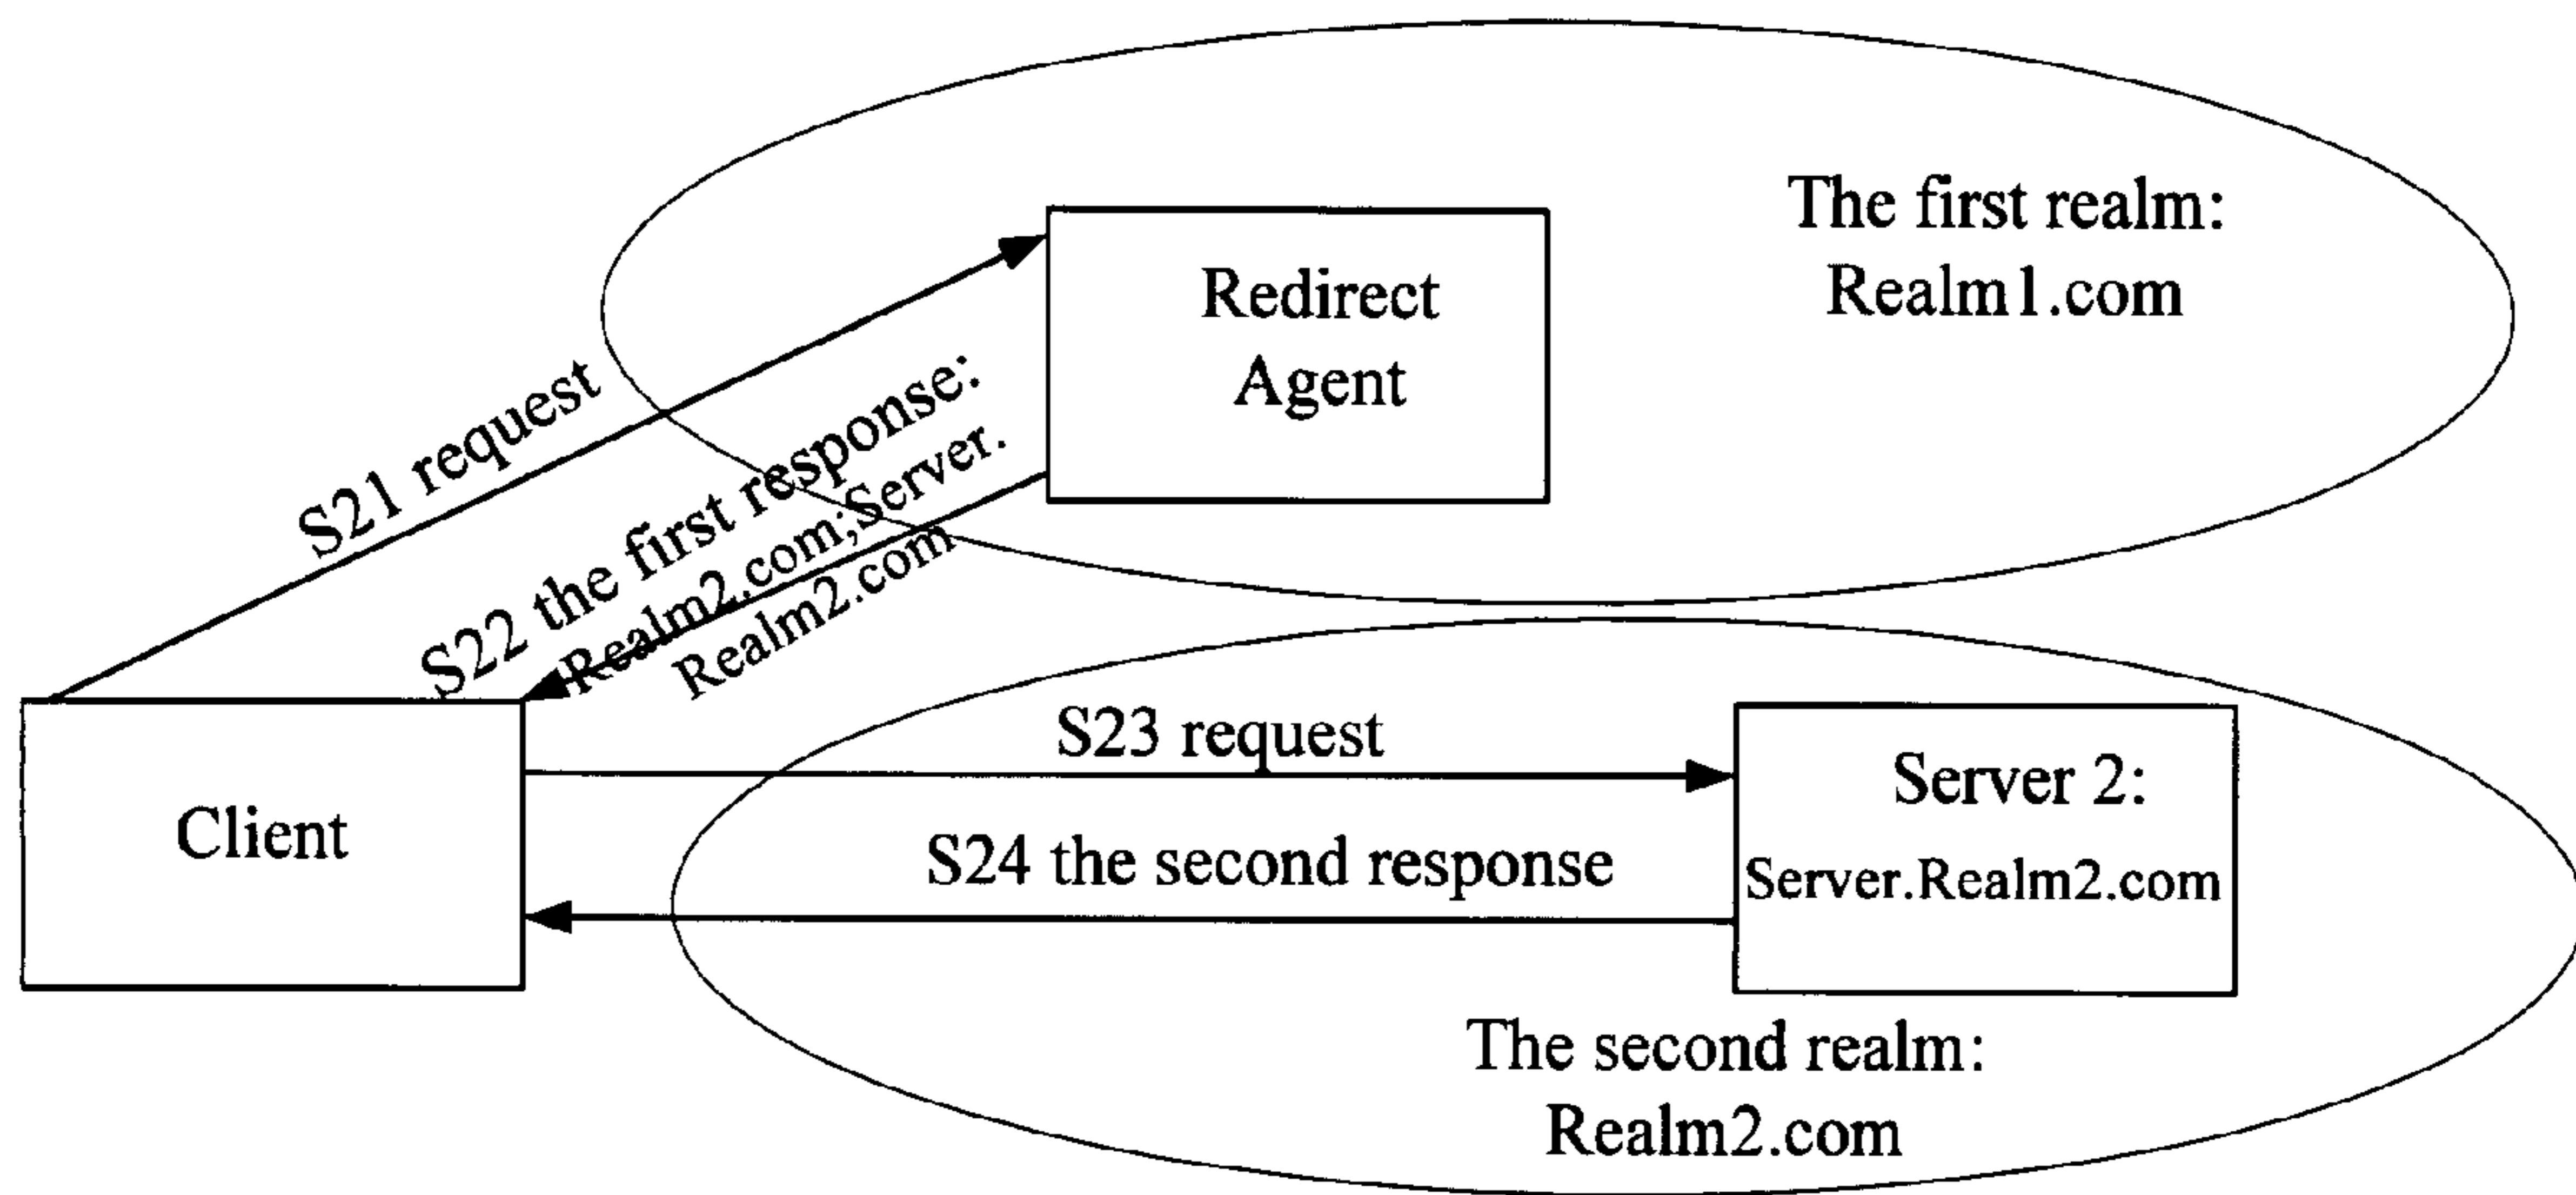 The first realm:
Realm1.com
Redirect
Agent
S21 request
S22 the first response:
Realm2.com;Server.
Realm2.com
S23 request
Server 2:
Server.Realm2.com
Client
S24 the second response
The second realm:
Realm2.com